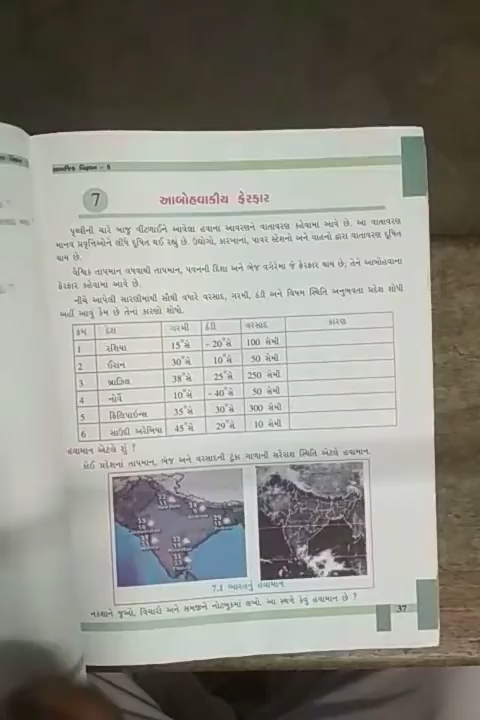 સામાજિક વિજ્ઞાન - 8
7
આબોહવાકીય ફેરફાર
પૃથ્વીની ચારે બાજુ વીંટળાઈને આવેલા હવાના આવરણને વાતાવરણ કહેવામાં આવે છે. આ વાતાવરણ
માનવ પ્રવૃત્તિઓને લીધે દૂષિત થઈ રહ્યું છે. ઉદ્યોગો, કારખાના, પાવર સ્ટેશનો અને વાહનો દ્વારા વાતાવરણ દૂષિત
થાય છે.
વૈશ્વિક તાપમાન વધવાથી તાપમાન, પવનની દિશા અને ભેજ વગેરેમાં જે ફેરફાર થાય છે; તેને આબોહવાના
ફેરફાર કહેવામાં આવે છે.
નીચે આપેલી સારણીમાંથી સૌથી વધારે વરસાદ, ગરમી, ઠંડી અને વિષમ સ્થિતિ અનુભવતા પ્રદેશ શોધી
અહીં આવું કેમ છે તેનાં કારણો શોધો.
ક્રમ દેશ ગરમી ઠંડી વરસાદ કારણ
1 રશિયા 15°સે -20°સે 100 સેમી
2 ઈરાન 30°સે 10°સે 50 સેમી
3 બ્રાઝિલ 38°સે 25°સે 250 સેમી
4 નોર્વે 10°સે -40°સે 50 સેમી
5 ફિલિપાઇન્સ 35°સે 30°સે 300 સેમી
6 સાઉદી અરેબિયા 45°સે 29°સે 10 સેમી
હવામાન એટલે શું ?
કોઈ પ્રદેશનાં તાપમાન, ભેજ અને વરસાદની ટૂંકા ગાળાની સરેરાશ સ્થિતિ એટલે હવામાન.
7.1 ભારતનું હવામાન
નકશાને જુઓ, વિચારો અને સમજીને નોટબુકમાં લખો. આ સ્થળે કેવું હવામાન છે ?
37